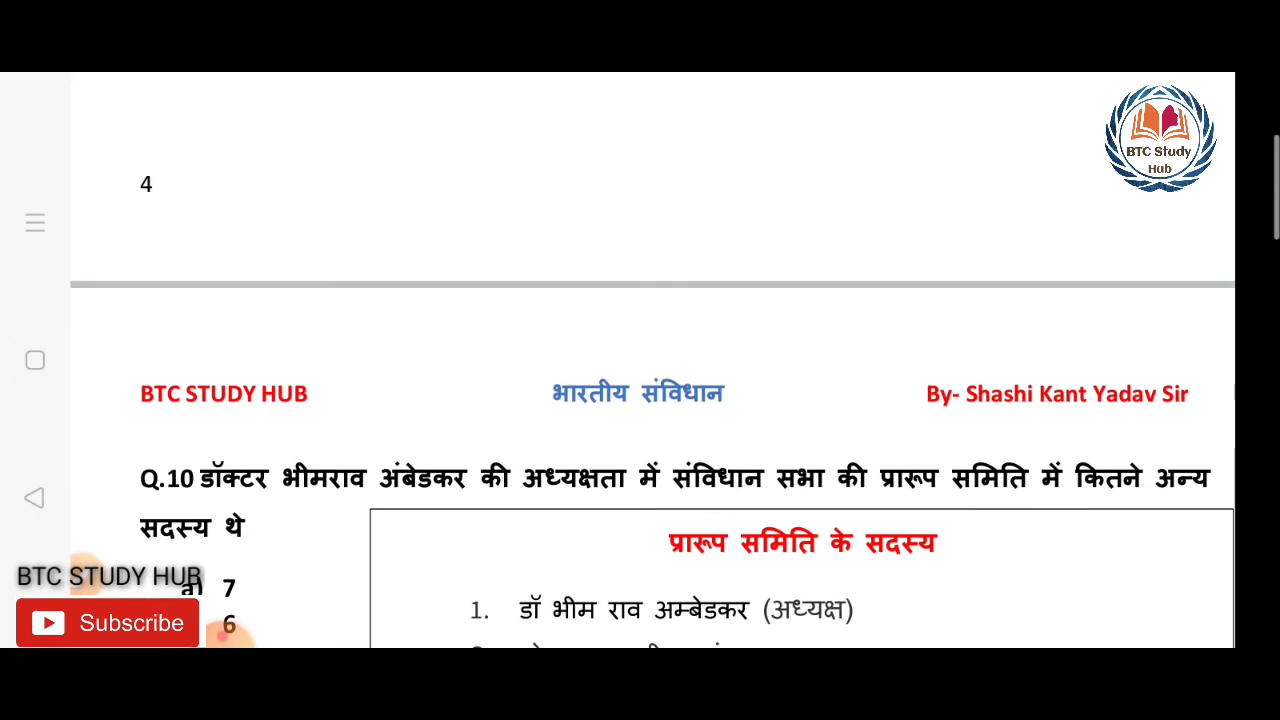 BTC Study
Hub
4
BTC STUDY HUB भारतीय संविधान By- Shashi Kant Yadav Sir
Q.10 डॉक्टर भीमराव अंबेडकर की अध्यक्षता में संविधान सभा की प्रारूप समिति में कितने अन्य
सदस्य थे
प्रारूप समिति के सदस्य
a) 7
6
1. डॉ भीम राव अम्बेडकर (अध्यक्ष)
BTC STUDY HUB
Subscribe